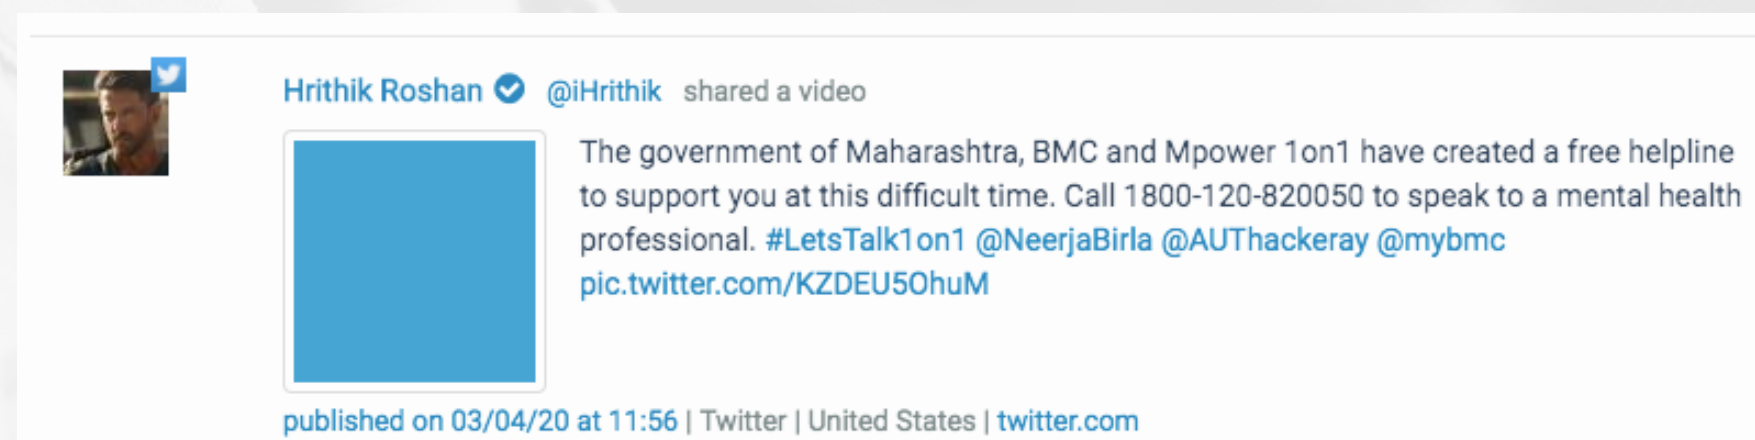 Hrithik Roshan @iHrithik shared a video
The government of Maharashtra, BMC and Mpower 1on1 have created a free helpline
to support you at this difficult time. Call 1800-120-820050 to speak to a mental health
professional. #LetsTalk1on1 @NeerjaBirla @AUThackeray @mybmc
pic.twitter.com/KZDEU5OhuM
published on 03/04/20 at 11:56 | Twitter | United States | twitter.com